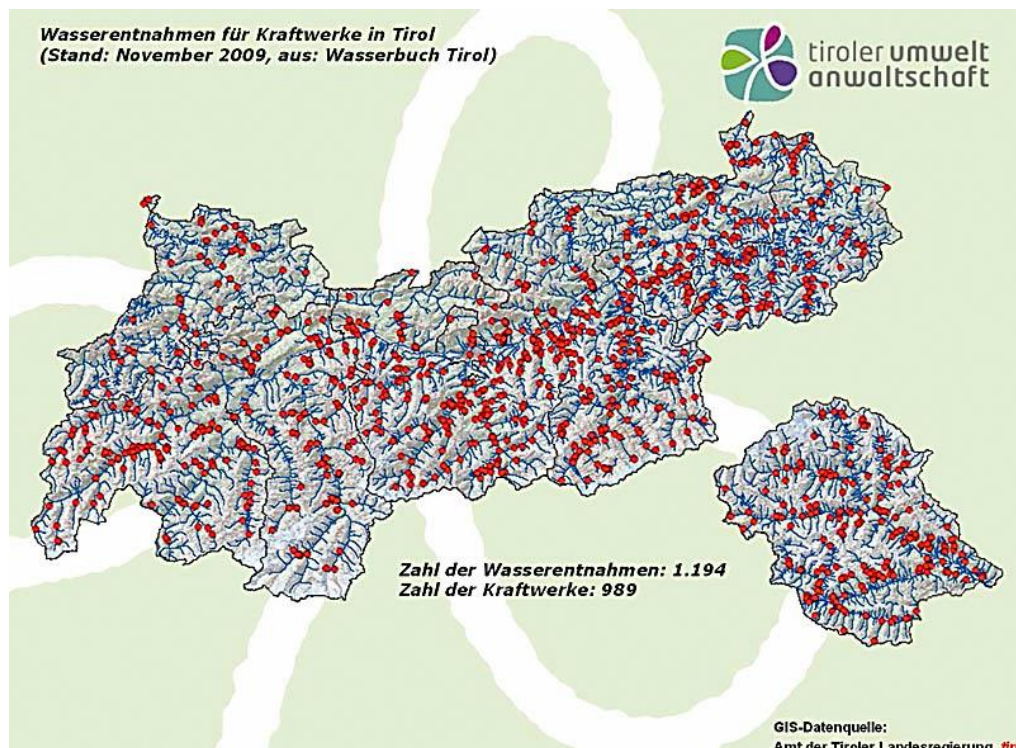 Wasserentnahmen für Kraftwerke in Tirol
(Stand: November 2009, aus: Wasserbuch Tirol)
tiroler umwelt
anwaltschaft
Zahl der Wasserentnahmen: 1.194
Zahl der Kraftwerke: 989
GIS-Datenquelle:
Amt der Tiroler Landesregierung,